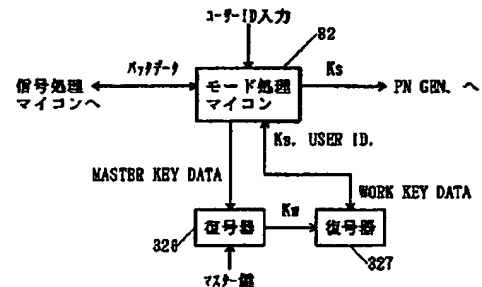 ユーザーID入力
82
パケットデータ
Ks
信号処理
マイコンへ
モード処理
マイコン
PN GEN. へ
Ks. USER ID.
MASTER KEY DATA
WORK KEY DATA
Kw
326
復号器
復号器
327
マスター鍵